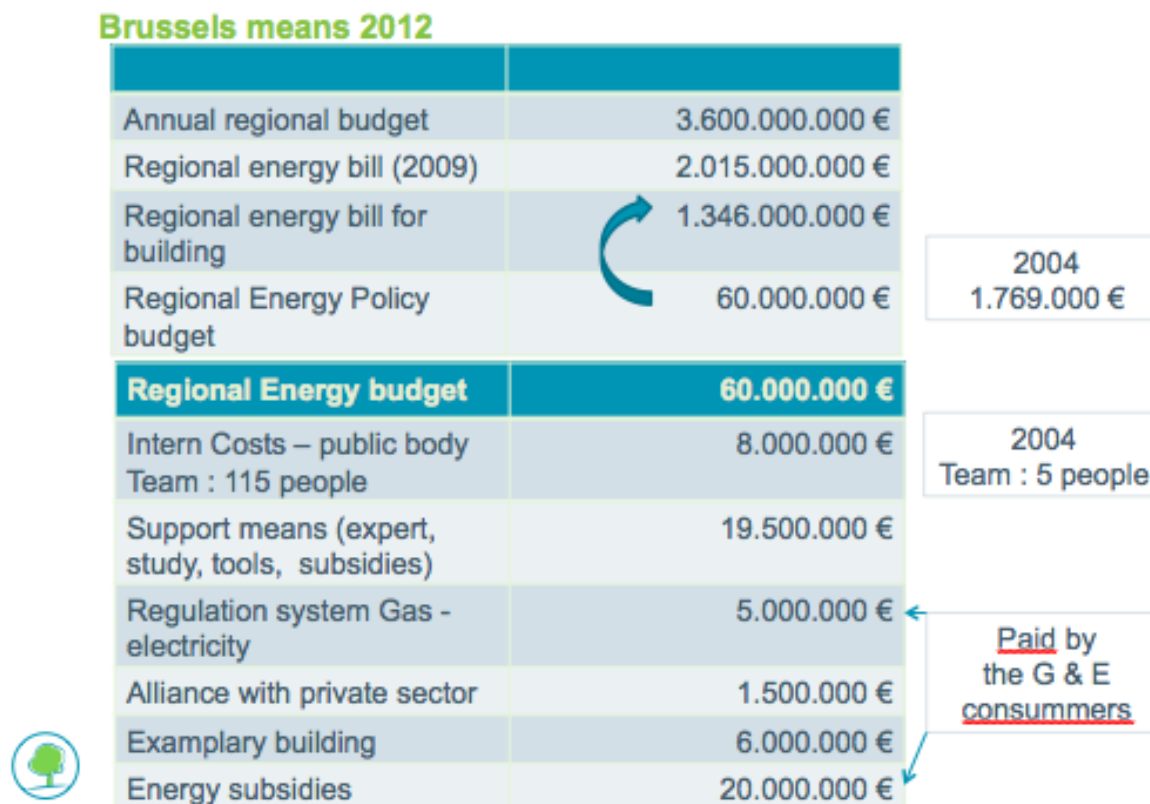 Brussels means 2012
Annual regional budget 3.600.000.000 €
Regional energy bill (2009) 2.015.000.000 €
Regional energy bill for 1.346.000.000 €
building
Regional Energy Policy 60.000.000 €
budget
2004
1.769.000 €
Regional Energy budget 60.000.000 €
Intern Costs – public body 8.000.000 €
Team : 115 people
2004
Team : 5 people
Support means (expert, 19.500.000 €
study, tools, subsidies)
Regulation system Gas - 5.000.000 €
electricity
Paid by
the G & E
consummers
Alliance with private sector 1.500.000 €
Examplary building 6.000.000 €
Energy subsidies 20.000.000 €